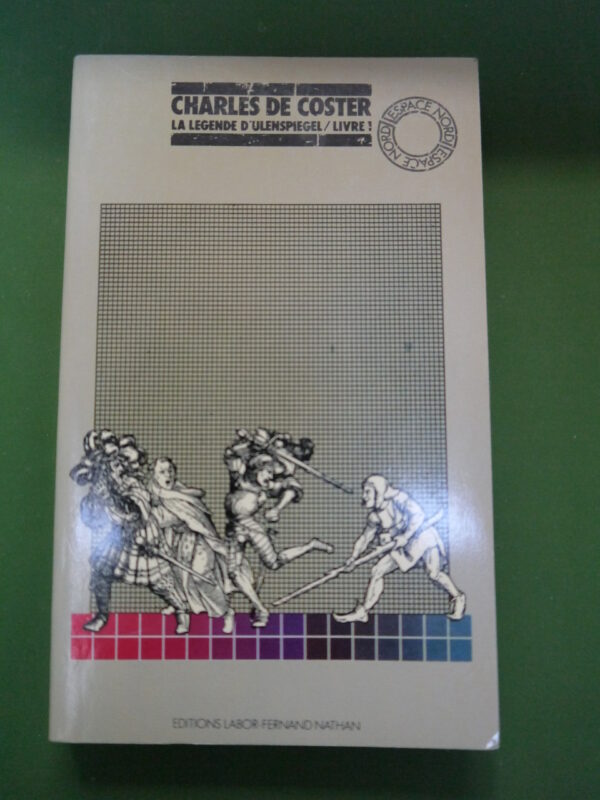 CHARLES DE COSTER
LA LEGENDE D'ULENSPIEGEL/LIVRE 1
ESPACE NORD/ESPACE NORD/
EDITIONS LABOR-FERNAND NATHAN